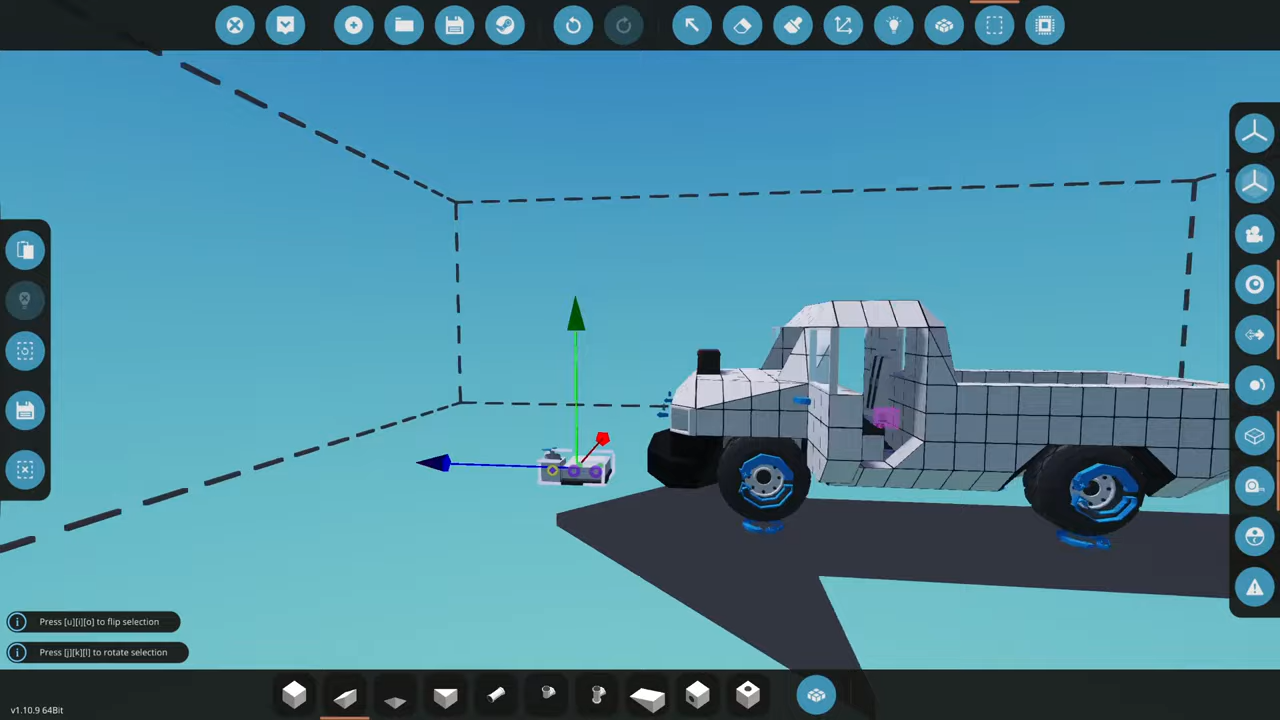 Press [u][i][o] to flip selection
Press [j][k][l] to rotate selection
v1.10.9 64Bit